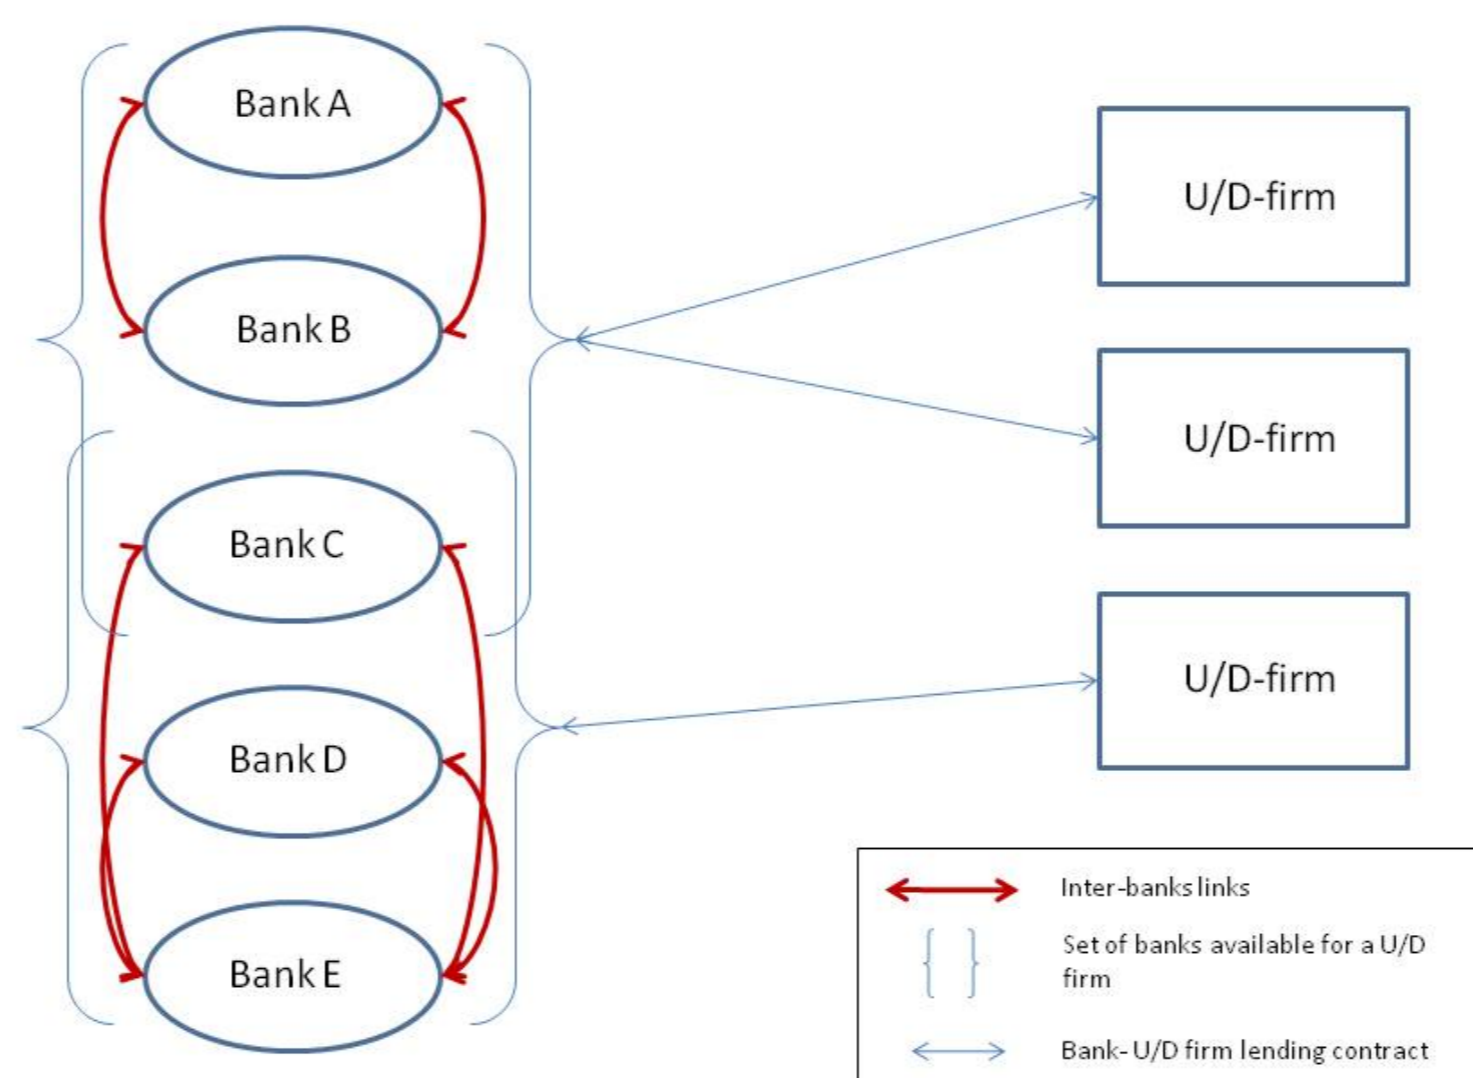 Bank A
U/D-firm
Bank B
U/D-firm
Bank C
U/D-firm
Bank D
Bank E
Inter-banks links
Set of banks available for a U/D
firm
Bank- U/D firm lending contract